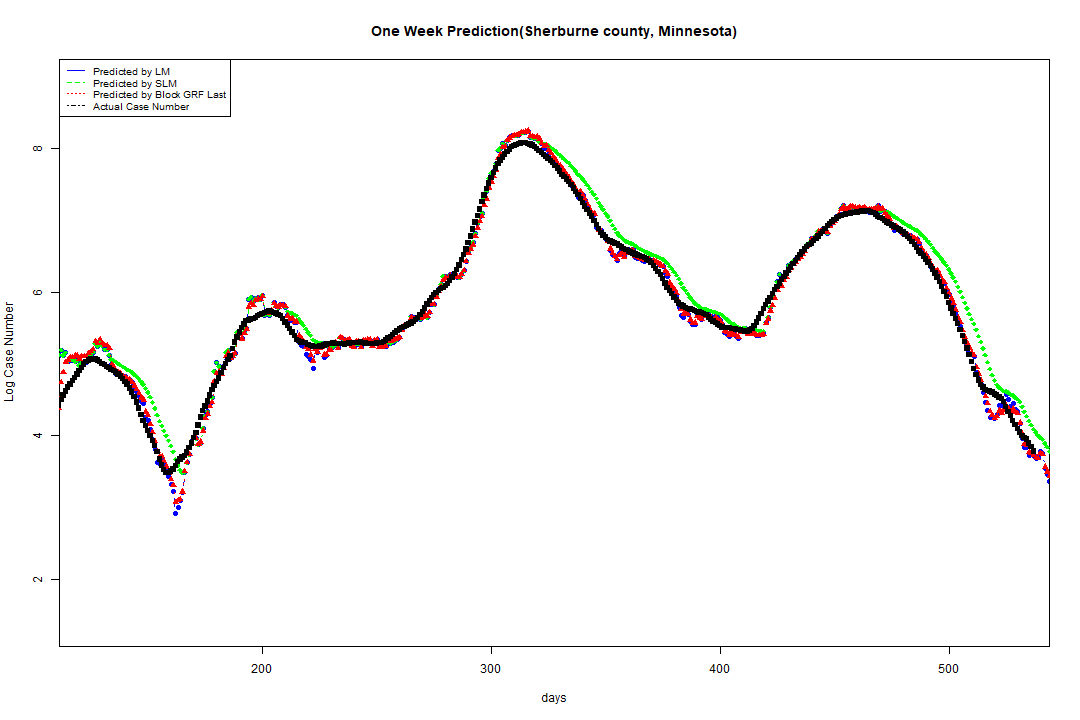 One Week Prediction(Sherburne county, Minnesota)
Predicted by LM
Predicted by SLM
Predicted by Block GRF Last
Actual Case Number
Log Case Number
8
6
4
2
200
300
400
500
days